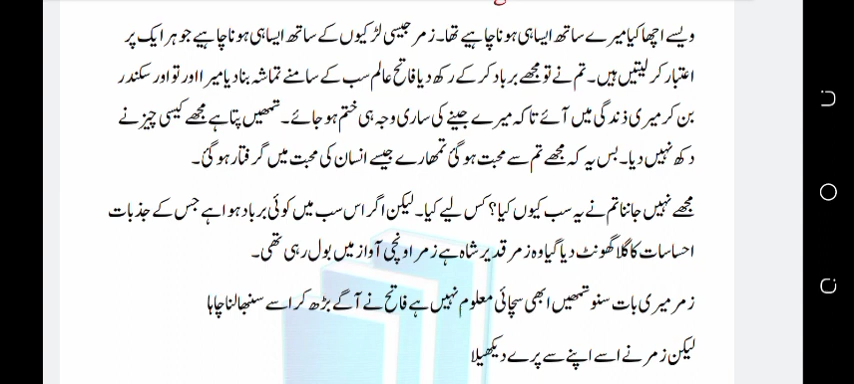 ویسے اچھا کیا میرے ساتھ ایسا ہی ہونا چاہیے تھا۔ زمر جیسی لڑکیوں کے ساتھ ایسا ہی ہونا چاہیے جو ہر ایک پر
اعتبار کر لیتیں ہیں۔ تم نے تو مجھے برباد کر کے رکھ دیا فاتح عالم سب کے سامنے تماشہ بنا دیا میرا اور تو اور سکندر
بن کر میری زندگی میں آئے تاکہ میرے جینے کی ساری وجہ ہی ختم ہو جائے۔ تمھیں پتا ہے مجھے کیسی چیز نے
دکھ نہیں دیا۔ بس یہ کہ مجھے تم سے محبت ہو گئی تمھارے جیسے انسان کی محبت میں گرفتار ہو گئ۔
مجھے نہیں جاننا تم نے یہ سب کیوں کیا؟ کس لیے کیا۔ لیکن اگر اس سب میں کوئی برباد ہوا ہے جس کے جذبات
احساسات کا گلا گھونٹ دیا گیا وہ زمر قدیر شاہ ہے زمر اونچی آواز میں بول رہی تھی۔
زمر میری بات سنو تمھیں ابھی سچائی معلوم نہیں ہے فاتح نے آگے بڑھ کر اسے سنبھالنا چاہا
لیکن زمر نے اسے اپنے سے پرے دیکھیلا